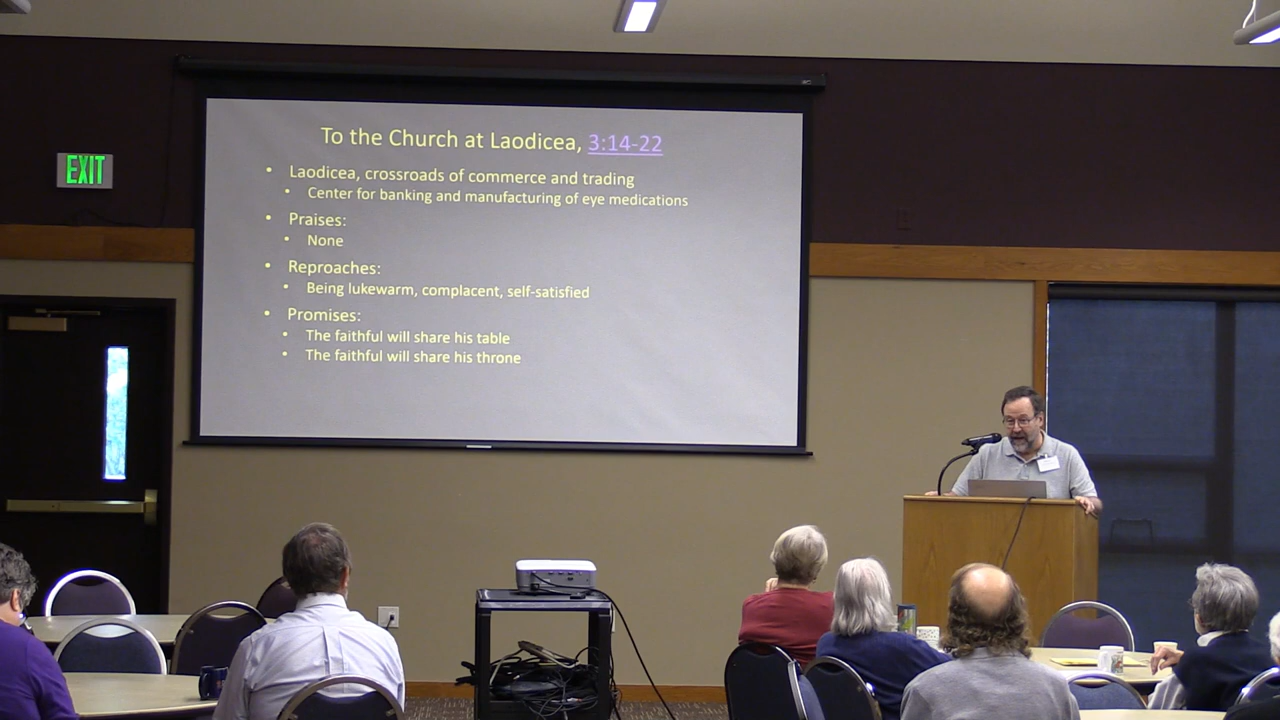 EXIT
To the Church at Laodicea, 3:14-22
• Laodicea, crossroads of commerce and trading
• Center for banking and manufacturing of eye medications
• Praises:
• None
• Reproaches:
• Being lukewarm, complacent, self-satisfied
• Promises:
• The faithful will share his table
• The faithful will share his throne